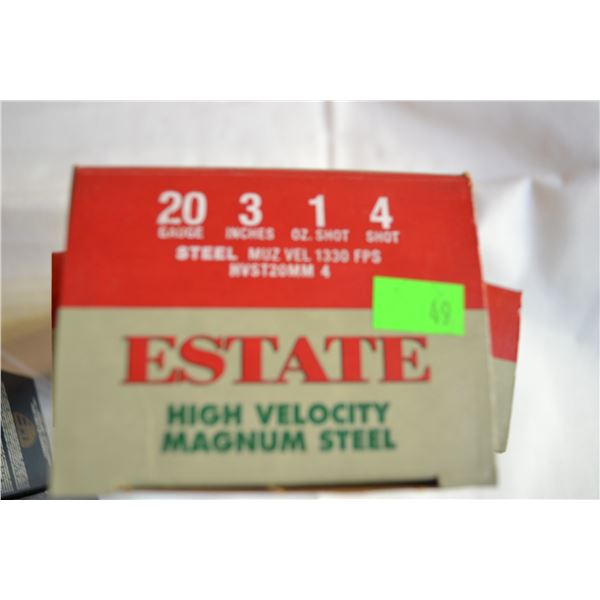 20 3 1 4
GAUGE INCHES OZ. SHOT SHOT
STEEL MUZ VEL 1330 FPS
HVST20MM 4
49
ESTATE
HIGH VELOCITY
MAGNUM STEEL